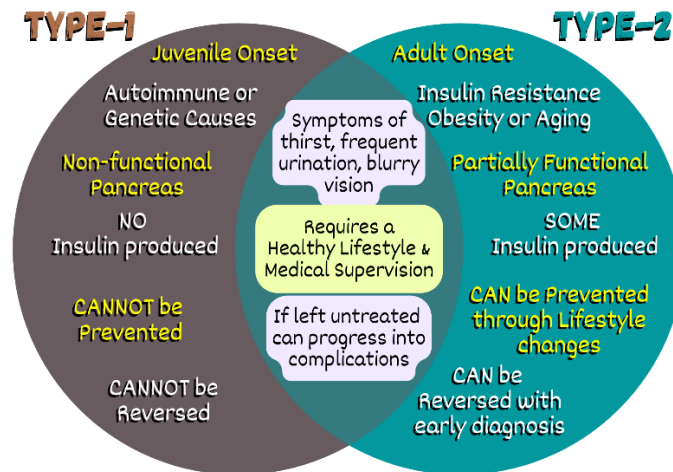 TYPE-1
Juvenile Onset
Autoimmune or
Genetic Causes
Non-functional
Pancreas
NO
Insulin produced
CANNOT be
Prevented
CANNOT be
Reversed
Symptoms of
thirst, frequent
urination, blurry
vision
Requires a
Healthy Lifestyle &
Medical Supervision
If left untreated
can progress into
complications
TYPE-2
Adult Onset
Insulin Resistance
Obesity or Aging
Partially Functional
Pancreas
SOME
Insulin produced
CAN be Prevented
through Lifestyle
changes
CAN be
Reversed with
early diagnosis